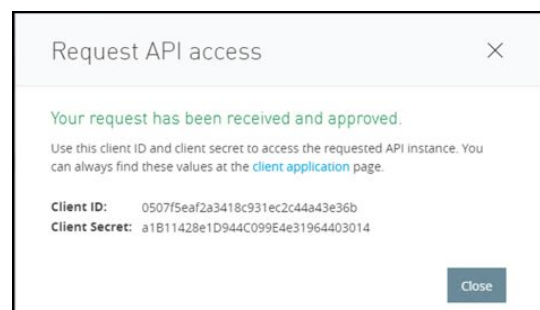 Request API access
Your request has been received and approved.
Use this client ID and client secret to access the requested API instance. You
can always find these values at the client application page.
Client ID: 0507f5eaf2a3418c931ec2c44a43e36b
Client Secret: a1B11428e1D944C099E4e31964403014
Close